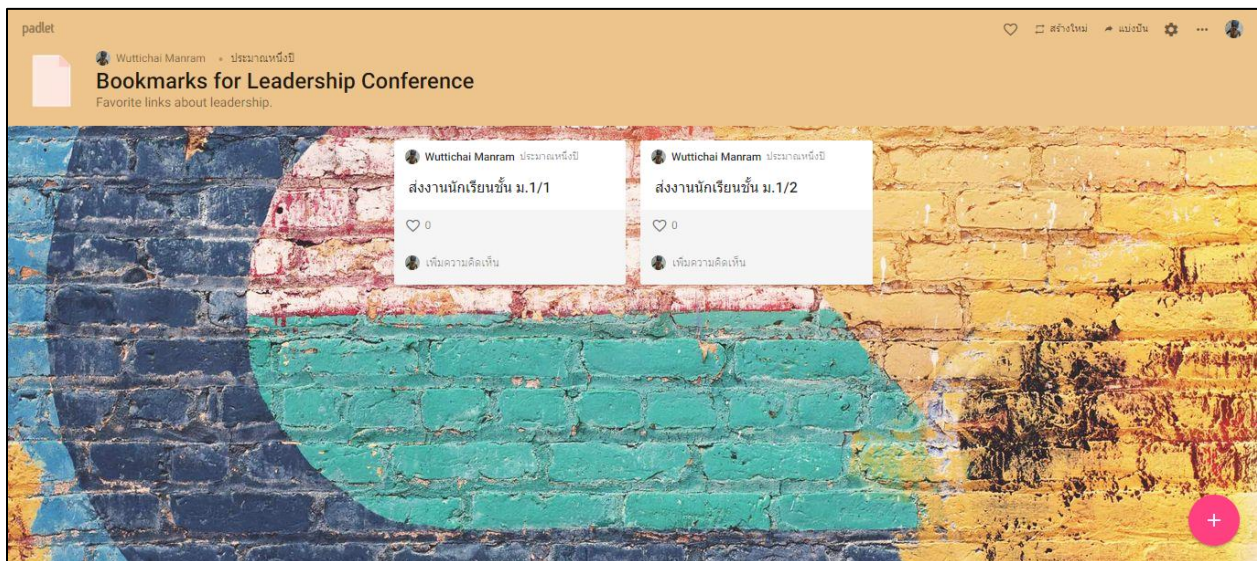 padlet
สร้างใหม่ แบ่งปัน
Wuttichai Manram • ประมาณหนึ่งปี
Bookmarks for Leadership Conference
Favorite links about leadership.
Wuttichai Manram ประมาณหนึ่งปี
ส่งงานนักเรียนชั้น ม.1/1
0
เพิ่มความคิดเห็น
Wuttichai Manram ประมาณหนึ่งปี
ส่งงานนักเรียนชั้น ม.1/2
0
เพิ่มความคิดเห็น